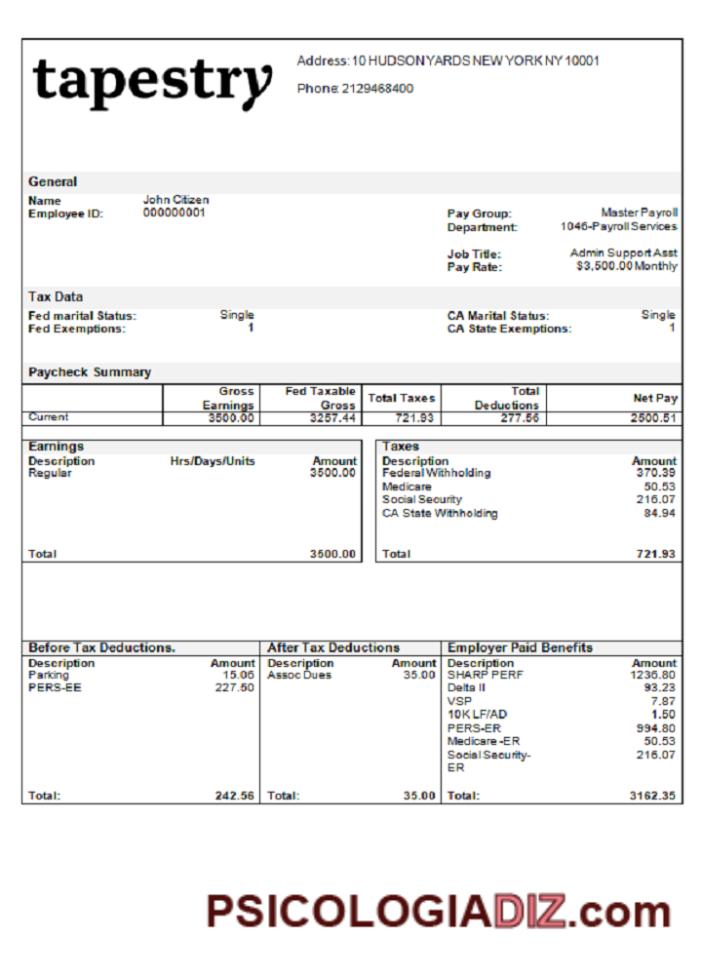 tapestry
Address: 10 HUDSON YARDS NEW YORK NY 10001
Phone: 2129468400
General
Name John Citizen
Employee ID: 000000001
Pay Group: Master Payroll
Department: 1046-Payroll Services
Job Title: Admin Support Asst
Pay Rate: $3,500.00 Monthly
Tax Data
Fed marital Status: Single CA Marital Status: Single
Fed Exemptions: 1 CA State Exemptions: 1
Paycheck Summary
Gross Earnings Fed Taxable Gross Total Taxes Total Deductions Net Pay
Current 3500.00 3257.44 721.93 277.56 2500.51
Earnings
Description Hrs/Days/Units Amount
Regular 3500.00
Total 3500.00
Taxes
Description Amount
Federal Withholding 370.39
Medicare 50.53
Social Security 216.07
CA State Withholding 84.94
Total 721.93
Before Tax Deductions.
Description Amount
Parking 15.06
PERS-EE 227.50
Total: 242.56
After Tax Deductions
Description Amount
Assoc Dues 35.00
Total: 35.00
Employer Paid Benefits
Description Amount
SHARP PERF 1236.80
Delta II 93.23
VSP 7.87
10K LF/AD 1.50
PERS-ER 994.80
Medicare -ER 50.53
Social Security- 216.07
ER
Total: 3162.35
PSICOLOGIADIZ.com